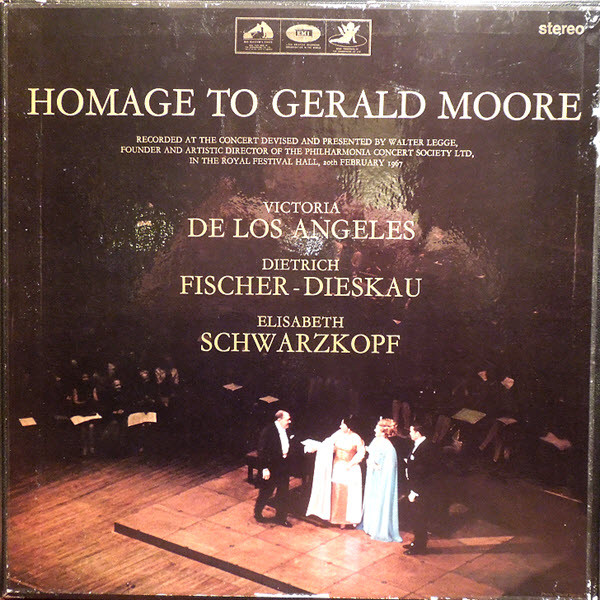 stereo
EMI
HOMAGE TO GERALD MOORE
RECORDED AT THE CONCERT DEVISED AND PRESENTED BY WALTER LEGGE,
FOUNDER AND ARTISTIC DIRECTOR OF THE PHILHARMONIA CONCERT SOCIETY LTD,
IN THE ROYAL FESTIVAL HALL, 20th FEBRUARY 1967
VICTORIA
DE LOS ANGELES
DIETRICH
FISCHER-DIESKAU
ELISABETH
SCHWARZKOPF